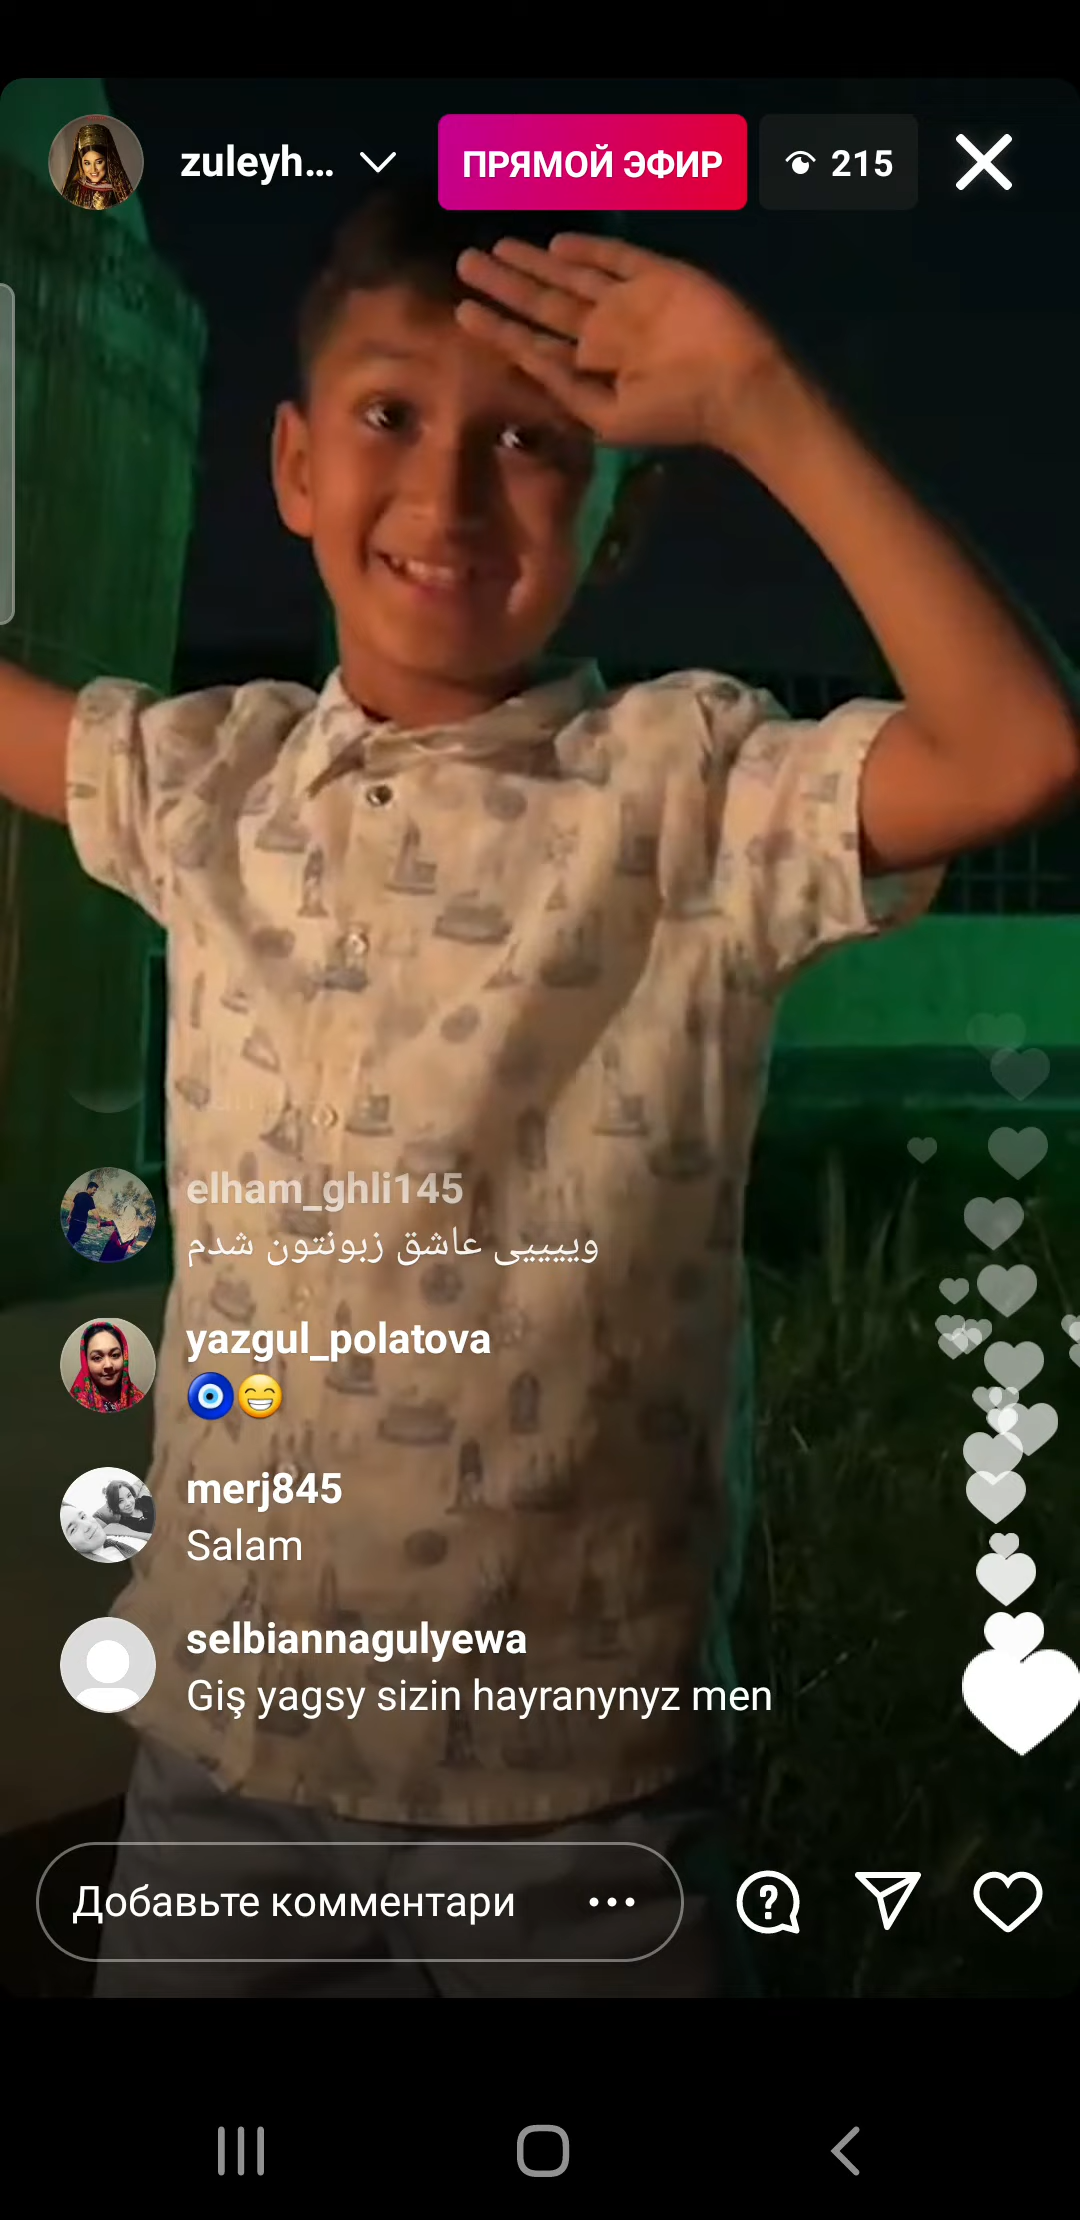 zuleyh...
ПРЯМОЙ ЭФИР
215
elham_ghli145
وییییی عاشق زبونتون شدم
yazgul_polatova
🧿😁
merj845
Salam
selbiannagulyewa
Giş yagsy sizin hayranynyz men
Добавьте комментари